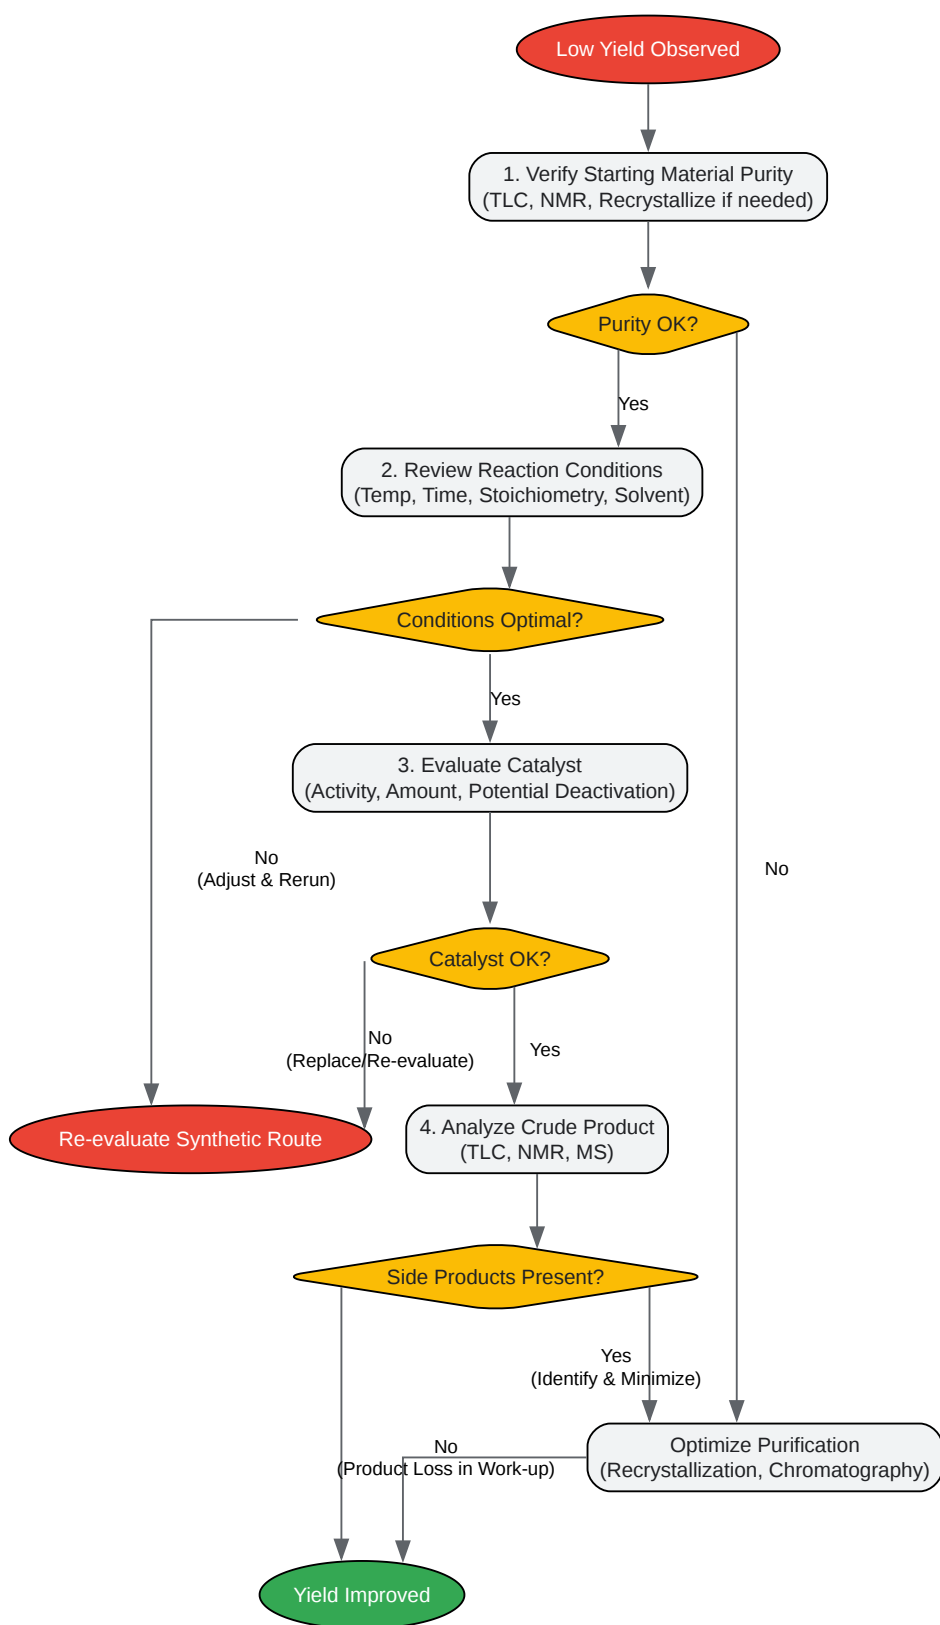 Low Yield Observed
1. Verify Starting Material Purity
(TLC, NMR, Recrystallize if needed)
Purity OK?
Yes
2. Review Reaction Conditions
(Temp, Time, Stoichiometry, Solvent)
Conditions Optimal?
Yes
3. Evaluate Catalyst
(Activity, Amount, Potential Deactivation)
No
(Adjust & Rerun)
No
Catalyst OK?
No
(Replace/Re-evaluate)
Yes
Re-evaluate Synthetic Route
4. Analyze Crude Product
(TLC, NMR, MS)
Side Products Present?
Yes
(Identify & Minimize)
No
(Product Loss in Work-up)
Optimize Purification
(Recrystallization, Chromatography)
Yield Improved